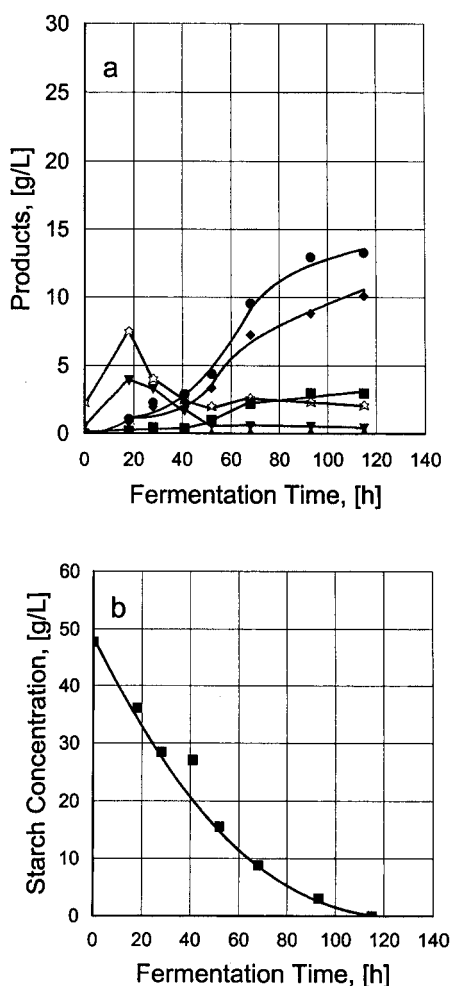 30
25
20
15
10
5
0
Products, [g/L]
a
0 20 40 60 80 100 120 140
Fermentation Time, [h]
60
50
40
30
20
10
0
Starch Concentration, [g/L]
b
0 20 40 60 80 100 120 140
Fermentation Time, [h]